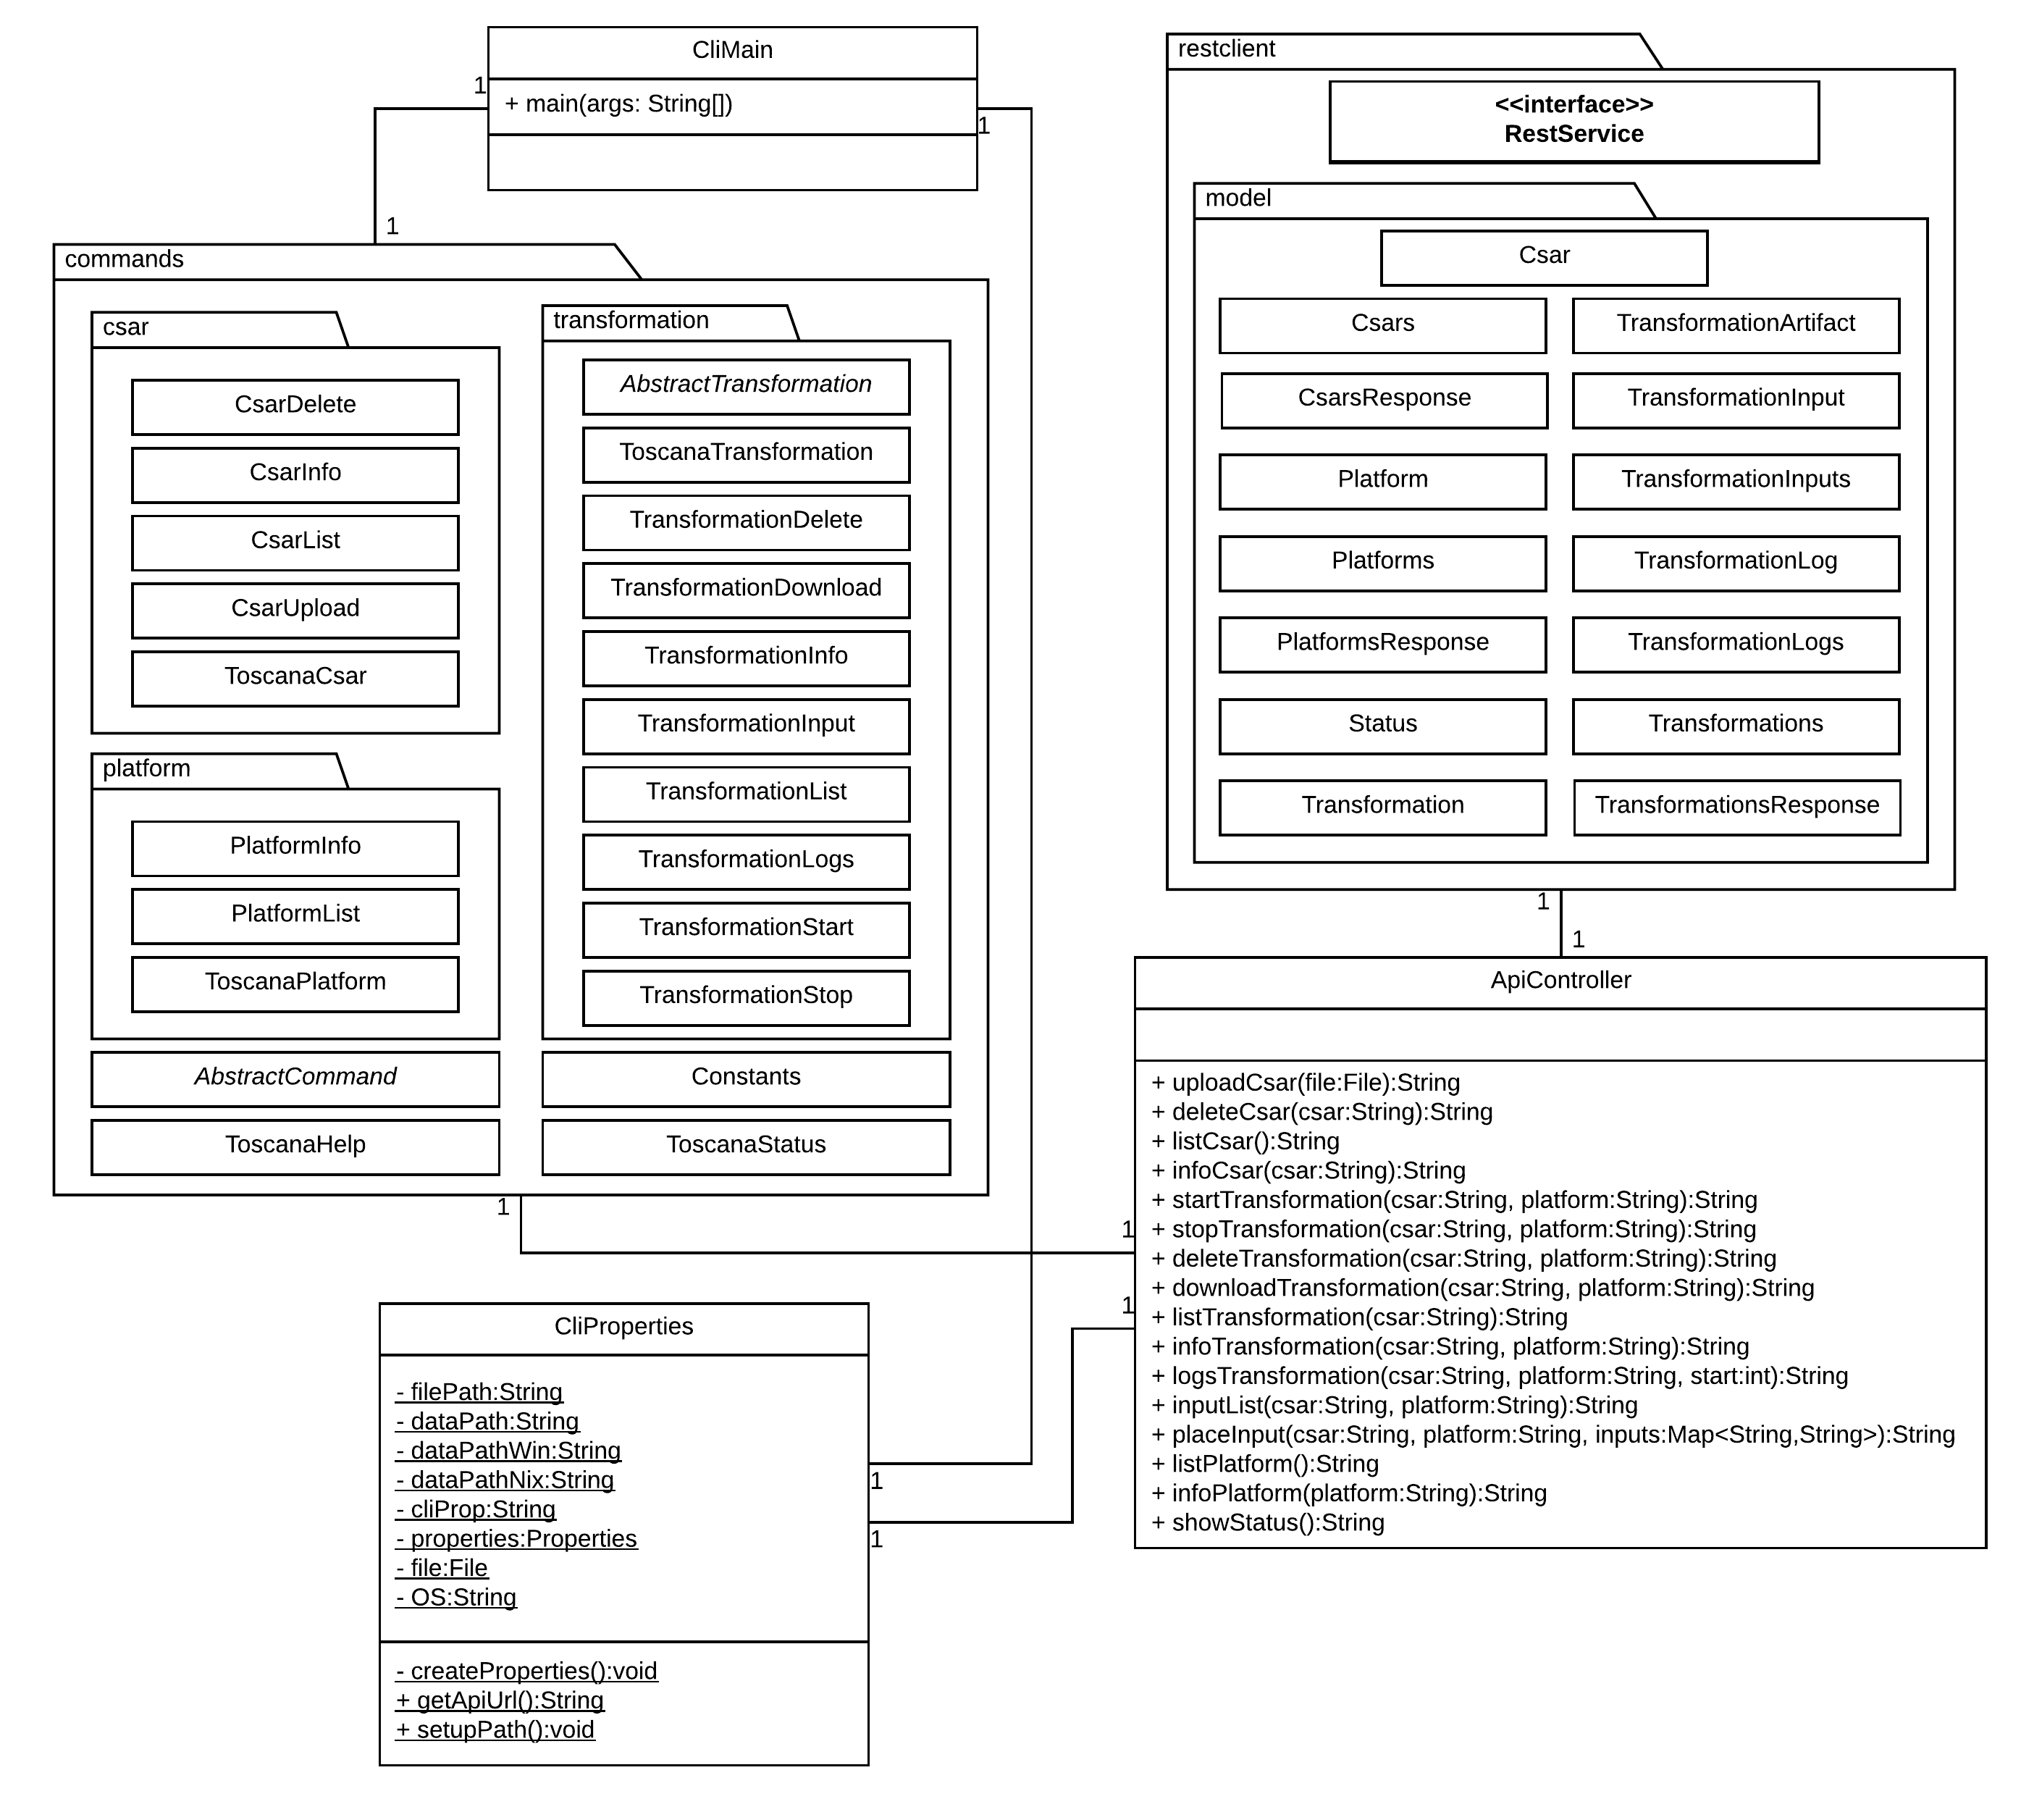 CliMain
1
+ main(args: String[])
1
1
commands
csar
CsarDelete
CsarInfo
CsarList
CsarUpload
ToscanaCsar
platform
PlatformInfo
PlatformList
ToscanaPlatform
AbstractCommand
ToscanaHelp
transformation
AbstractTransformation
ToscanaTransformation
TransformationDelete
TransformationDownload
TransformationInfo
TransformationInput
TransformationList
TransformationLogs
TransformationStart
TransformationStop
Constants
ToscanaStatus
1
restclient
<<interface>>
RestService
model
Csar
Csars
TransformationArtifact
CsarsResponse
TransformationInput
Platform
TransformationInputs
Platforms
TransformationLog
PlatformsResponse
TransformationLogs
Status
Transformations
Transformation
TransformationsResponse
1
1
ApiController
+ uploadCsar(file:File):String
+ deleteCsar(csar:String):String
+ listCsar():String
+ infoCsar(csar:String):String
+ startTransformation(csar:String, platform:String):String
1
+ stopTransformation(csar:String, platform:String):String
+ deleteTransformation(csar:String, platform:String):String
+ downloadTransformation(csar:String, platform:String):String
1
+ listTransformation(csar:String):String
+ infoTransformation(csar:String, platform:String):String
+ logsTransformation(csar:String, platform:String, start:int):String
+ inputList(csar:String, platform:String):String
+ placeInput(csar:String, platform:String, inputs:Map<String,String>):String
+ listPlatform():String
+ infoPlatform(platform:String):String
+ showStatus():String
CliProperties
- filePath:String
- dataPath:String
- dataPathWin:String
- dataPathNix:String
- cliProp:String
- properties:Properties
- file:File
- OS:String
1
1
- createProperties():void
+ getApiUrl():String
+ setupPath():void